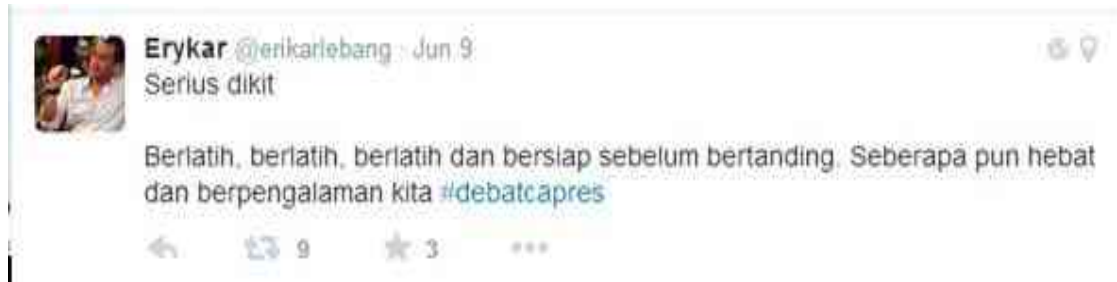 Erykar @erikarlebang · Jun 9
Serius dikit
Berlatih, berlatih, berlatih dan bersiap sebelum bertanding. Seberapa pun hebat
dan berpengalaman kita #debatcapres
9 3